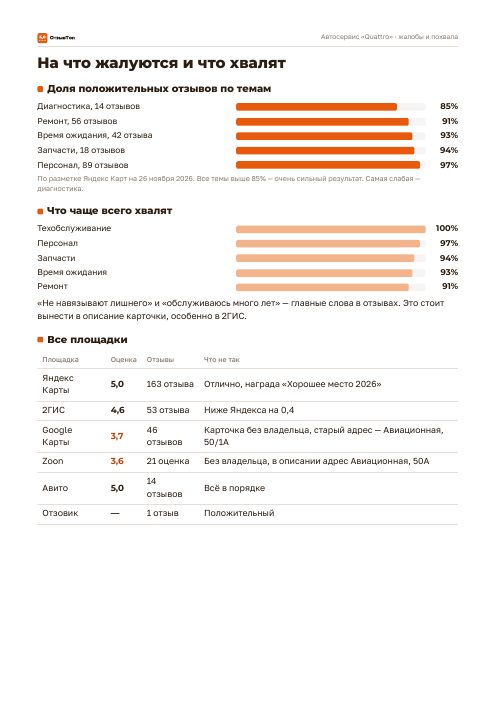 ОтзывТоп
Автосервис «Quattro» · жалобы и похвала
На что жалуются и что хвалят
Доля положительных отзывов по темам
Диагностика, 14 отзывов 85%
Ремонт, 56 отзывов 91%
Время ожидания, 42 отзыва 93%
Запчасти, 18 отзывов 94%
Персонал, 89 отзывов 97%
По разметке Яндекс Карт на 26 ноября 2026. Все темы выше 85% — очень сильный результат. Самая слабая —
диагностика.
Что чаще всего хвалят
Техобслуживание 100%
Персонал 97%
Запчасти 94%
Время ожидания 93%
Ремонт 91%
«Не навязывают лишнего» и «обслуживаюсь много лет» — главные слова в отзывах. Это стоит
вынести в описание карточки, особенно в 2ГИС.
Все площадки
Площадка Оценка Отзывы Что не так
Яндекс
Карты 5,0 163 отзыва Отлично, награда «Хорошее место 2026»
2ГИС 4,6 53 отзыва Ниже Яндекса на 0,4
Google
Карты 3,7 46
отзывов Карточка без владельца, старый адрес — Авиационная,
50/1А
Zoon 3,6 21 оценка Без владельца, в описании адрес Авиационная, 50А
Авито 5,0 14
отзывов Всё в порядке
Отзовик — 1 отзыв Положительный